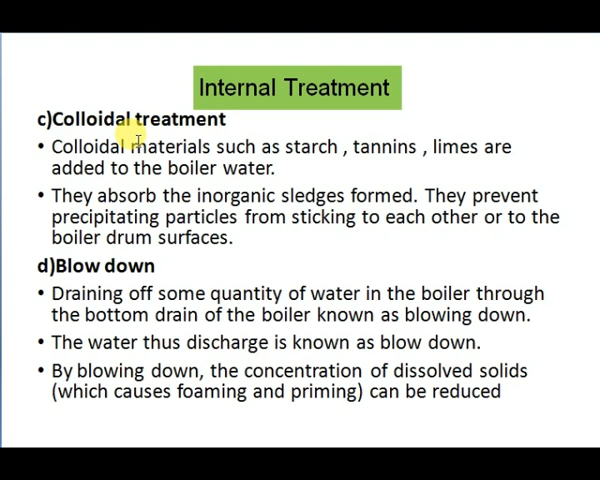 Internal Treatment
c)Colloidal treatment
• Colloidal materials such as starch , tannins , limes are
added to the boiler water.
• They absorb the inorganic sledges formed. They prevent
precipitating particles from sticking to each other or to the
boiler drum surfaces.
d)Blow down
• Draining off some quantity of water in the boiler through
the bottom drain of the boiler known as blowing down.
• The water thus discharge is known as blow down.
• By blowing down, the concentration of dissolved solids
(which causes foaming and priming) can be reduced